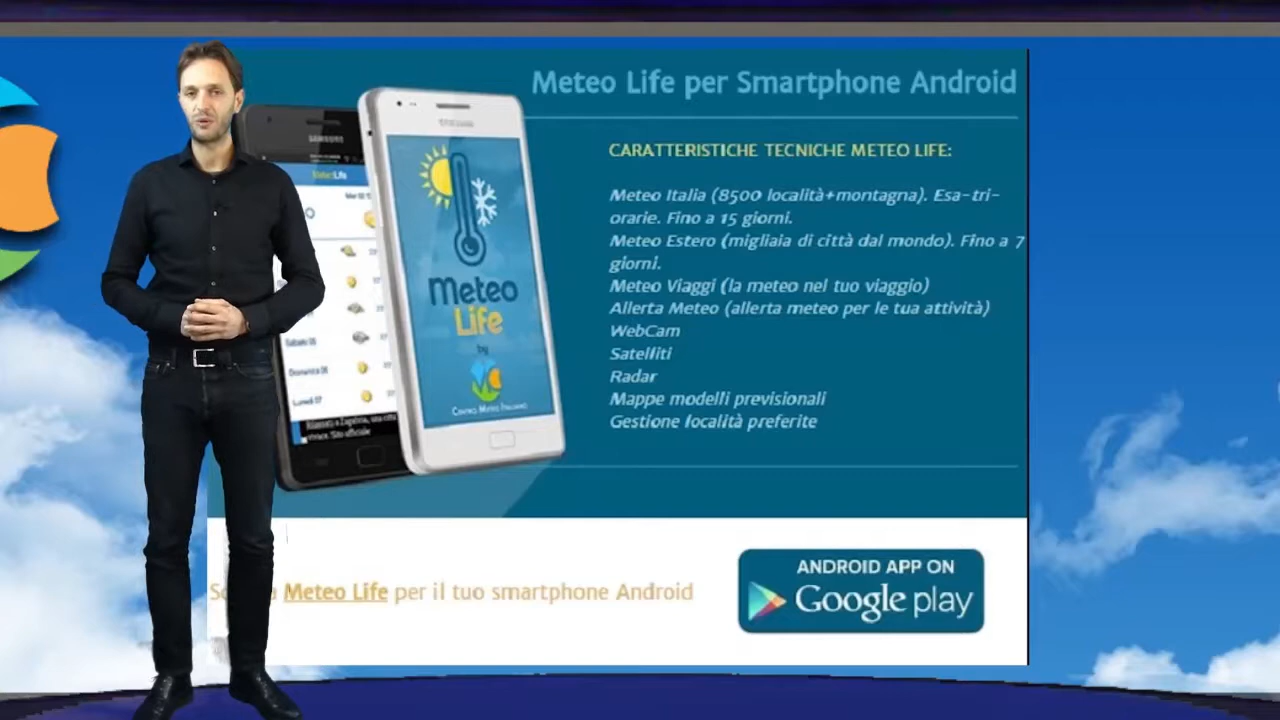 Meteo Life per Smartphone Android
CARATTERISTICHE TECNICHE METEO LIFE:
Meteo Italia (8500 località+montagna). Esa-tri-
orarie. Fino a 15 giorni.
Meteo Estero (migliaia di città dal mondo). Fino a 7
giorni.
Meteo Viaggi (la meteo nel tuo viaggio)
Allerta Meteo (allerta meteo per le tua attività)
WebCam
Satelliti
Radar
Mappe modelli previsionali
Gestione località preferite
SAMSUNG
MeteoLife
Sabato 06
Domenica 06
Lunedì 07
SAMSUNG
Meteo
Life
by
Centro Meteo Italiano
Meteo Life per il tuo smartphone Android
ANDROID APP ON
Google play